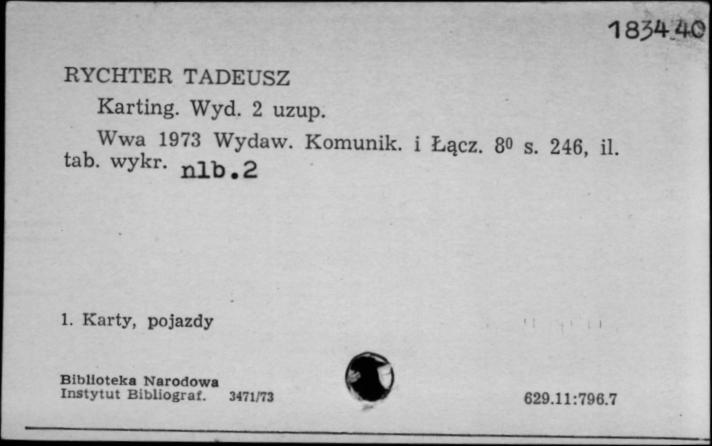 183440
RYCHTER TADEUSZ
Karting. Wyd. 2 uzup.
Wwa 1973 Wydaw. Komunik. i Łącz. 8⁰ s. 246, il.
tab. wykr. nlb.2
1. Karty, pojazdy
Biblioteka Narodowa
Instytut Bibliograf. 3471/73
629.11:796.7